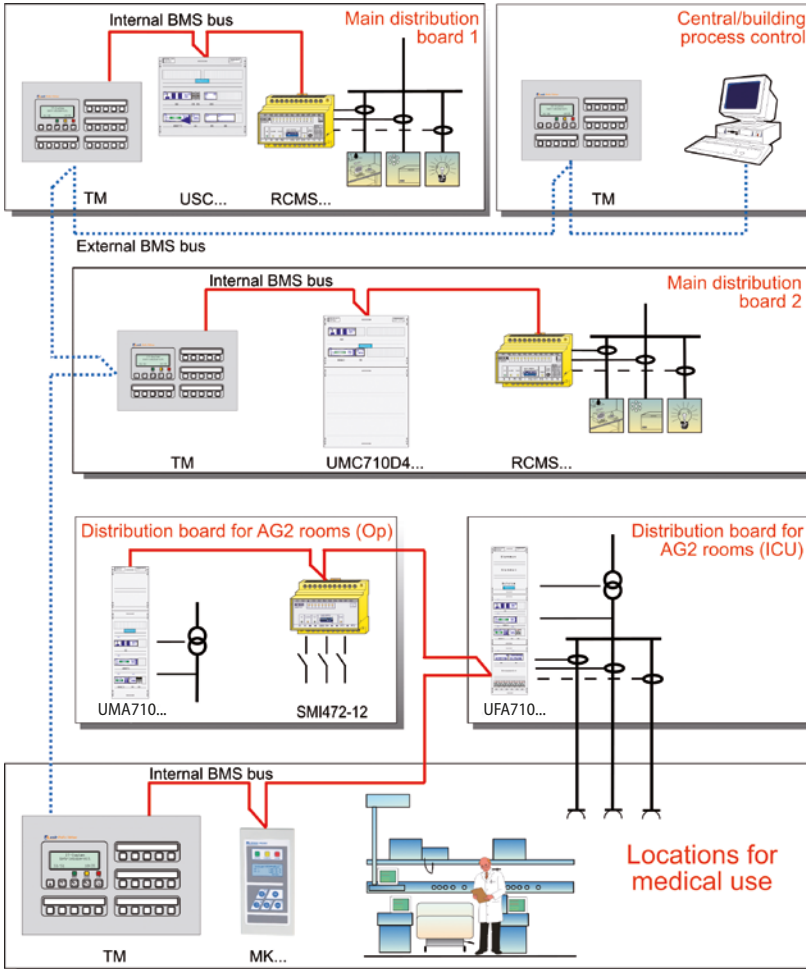 Internal BMS bus
Main distribution
board 1
Central/building
process control
TM
USC...
RCMS...
TM
External BMS bus
Internal BMS bus
Main distribution
board 2
TM
UMC710D4...
RCMS...
Distribution board for AG2 rooms (Op)
Distribution board for
AG2 rooms (ICU)
UMA710...
SMI472-12
UFA710...
Internal BMS bus
Locations for
medical use
TM
MK...